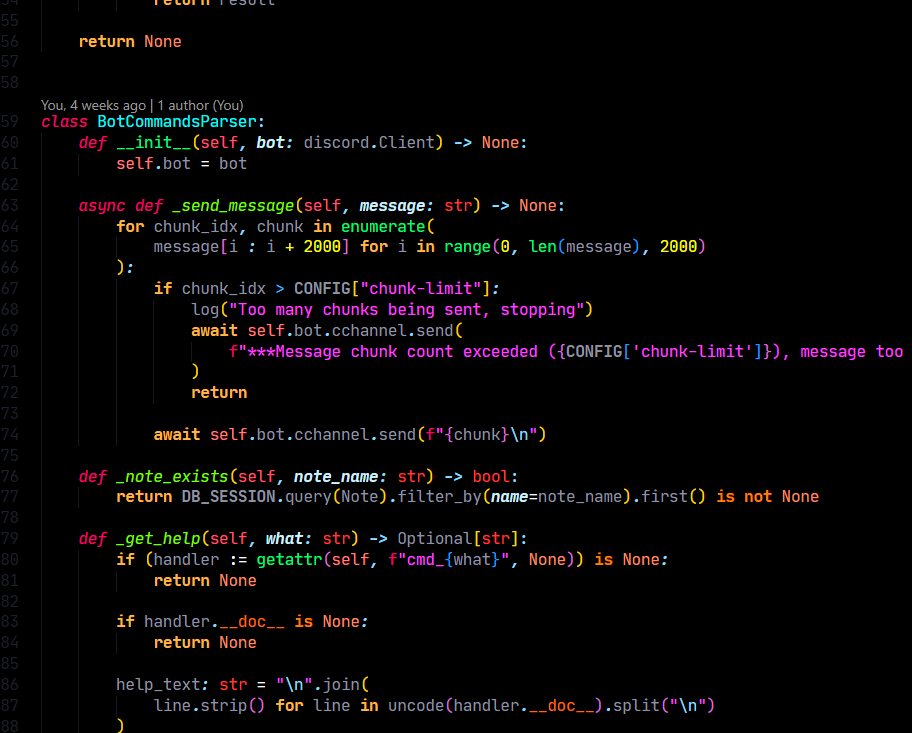 54                return result
55
56        return None
57
58
You, 4 weeks ago | 1 author (You)
59    class BotCommandsParser:
60        def __init__(self, bot: discord.Client) -> None:
61            self.bot = bot
62
63        async def _send_message(self, message: str) -> None:
64            for chunk_idx, chunk in enumerate(
65                message[i : i + 2000] for i in range(0, len(message), 2000)
66            ):
67                if chunk_idx > CONFIG["chunk-limit"]:
68                    log("Too many chunks being sent, stopping")
69                    await self.bot.cchannel.send(
70                        f"***Message chunk count exceeded ({CONFIG['chunk-limit']}), message too
71                    )
72                    return
73
74                await self.bot.cchannel.send(f"{chunk}\n")
75
76        def _note_exists(self, note_name: str) -> bool:
77            return DB_SESSION.query(Note).filter_by(name=note_name).first() is not None
78
79        def _get_help(self, what: str) -> Optional[str]:
80            if (handler := getattr(self, f"cmd_{what}", None)) is None:
81                return None
82
83            if handler.__doc__ is None:
84                return None
85
86            help_text: str = "\n".join(
87                line.strip() for line in uncode(handler.__doc__).split("\n")
88            )